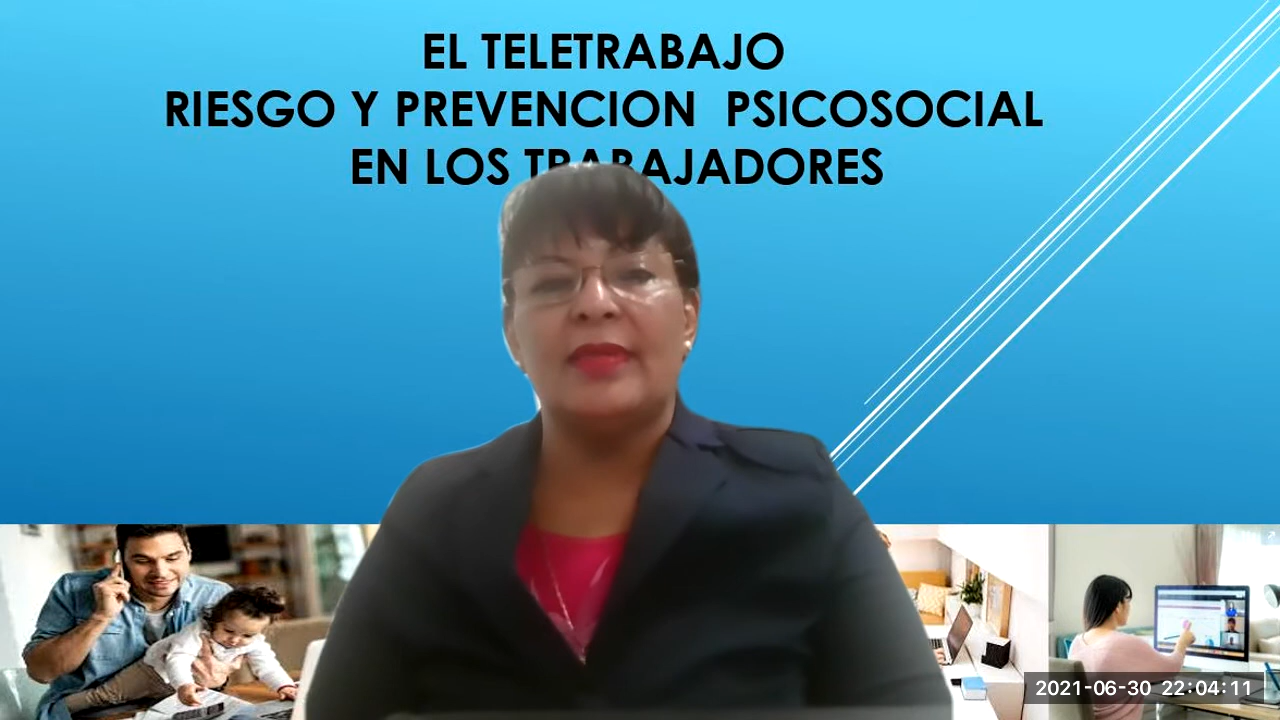 EL TELETRABAJO
RIESGO Y PREVENCION PSICOSOCIAL
EN LOS TRABAJADORES
2021-06-30 22:04:11